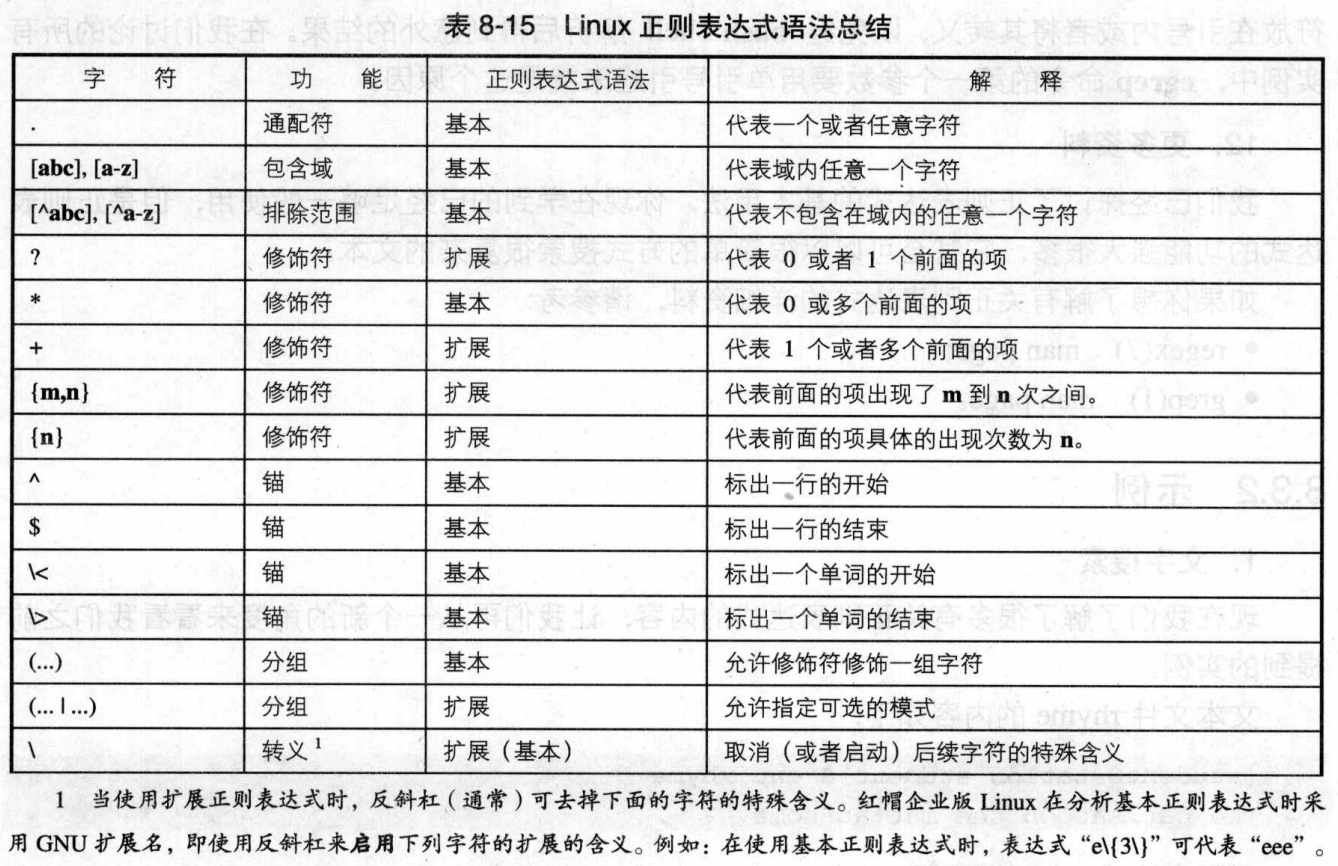 表 8-15 Linux 正则表达式语法总结
字 符 功 能 正则表达式语法 解 释
. 通配符 基本 代表一个或者任意字符
[abc], [a-z] 包含域 基本 代表域内任意一个字符
[^abc], [^a-z] 排除范围 基本 代表不包含在域内的任意一个字符
? 修饰符 扩展 代表 0 或者 1 个前面的项
* 修饰符 基本 代表 0 或多个前面的项
+ 修饰符 扩展 代表 1 个或者多个前面的项
{m,n} 修饰符 扩展 代表前面的项出现了 m 到 n 次之间。
{n} 修饰符 扩展 代表前面的项具体的出现次数为 n。
^ 锚 基本 标出一行的开始
$ 锚 基本 标出一行的结束
\< 锚 基本 标出一个单词的开始
\> 锚 基本 标出一个单词的结束
(...) 分组 基本 允许修饰符修饰一组字符
(... | ...) 分组 扩展 允许指定可选的模式
\ 转义 1 扩展（基本） 取消（或者启动）后续字符的特殊含义
1 当使用扩展正则表达式时，反斜杠（通常）可去掉下面的字符的特殊含义。红帽企业版 Linux 在分析基本正则表达式时采
用 GNU 扩展名，即使用反斜杠来启用下列字符的扩展的含义。例如：在使用基本正则表达式时，表达式“e\{3\}”可代表“eee”。